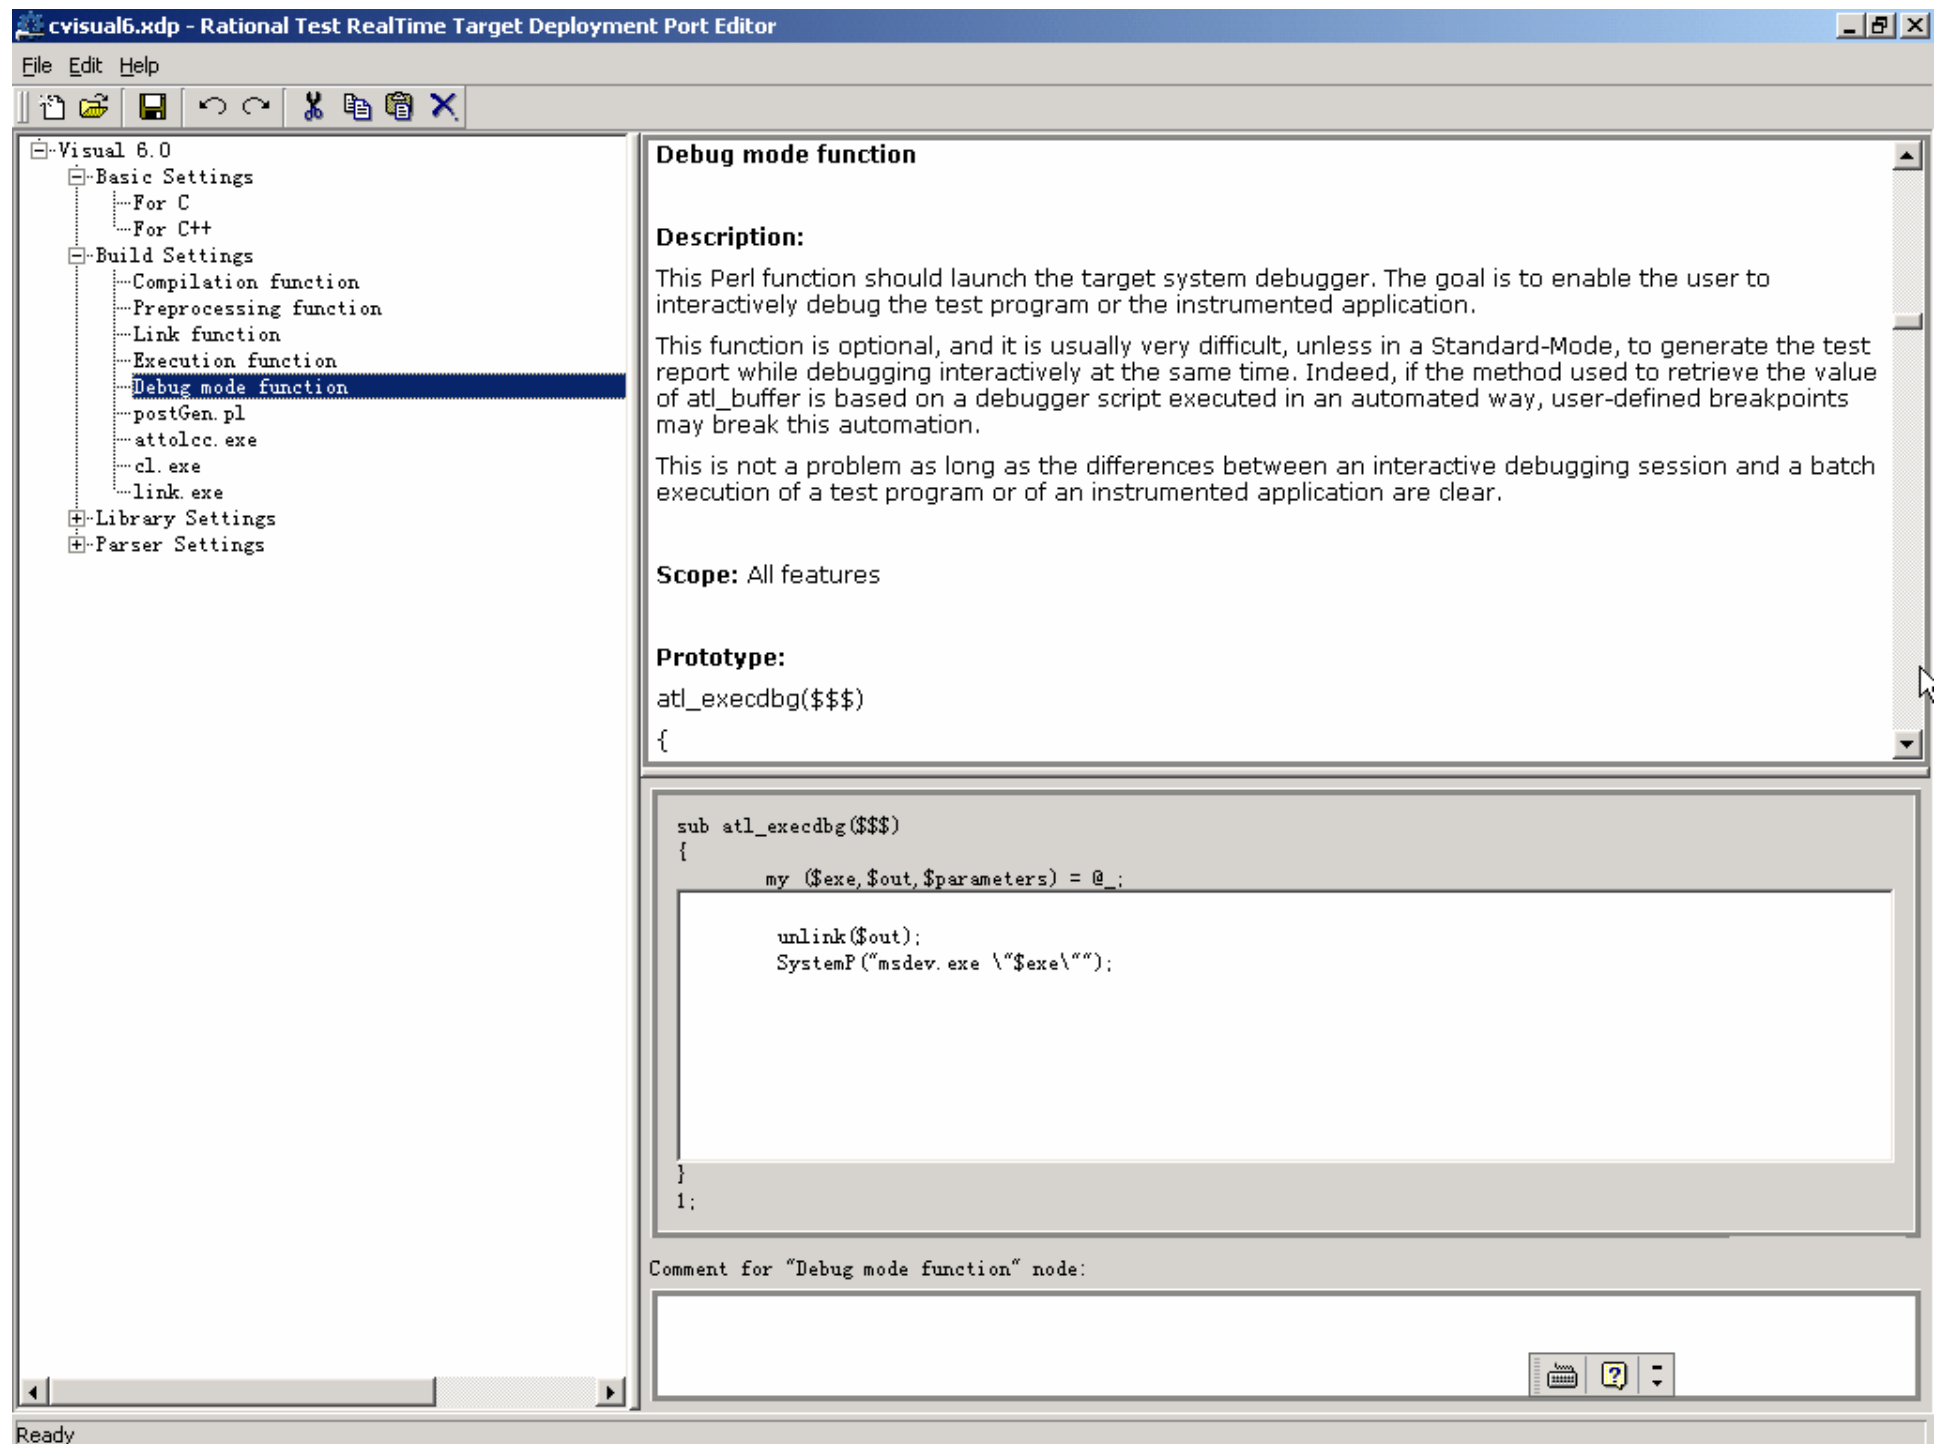 cvisual6.xdp - Rational Test RealTime Target Deployment Port Editor
File Edit Help
Visual 6.0
Basic Settings
For C
For C++
Build Settings
Compilation function
Preprocessing function
Link function
Execution function
Debug mode function
postGen.pl
attolcc.exe
cl.exe
link.exe
Library Settings
Parser Settings
Debug mode function
Description:
This Perl function should launch the target system debugger. The goal is to enable the user to
interactively debug the test program or the instrumented application.
This function is optional, and it is usually very difficult, unless in a Standard-Mode, to generate the test
report while debugging interactively at the same time. Indeed, if the method used to retrieve the value
of atl_buffer is based on a debugger script executed in an automated way, user-defined breakpoints
may break this automation.
This is not a problem as long as the differences between an interactive debugging session and a batch
execution of a test program or of an instrumented application are clear.
Scope: All features
Prototype:
atl_execdbg($$$)
{
sub atl_execdbg($$$)
{
my ($exe,$out,$parameters) = @_;
unlink($out);
SystemP("msdev.exe \"$exe\"");
}
1;
Comment for "Debug mode function" node:
Ready